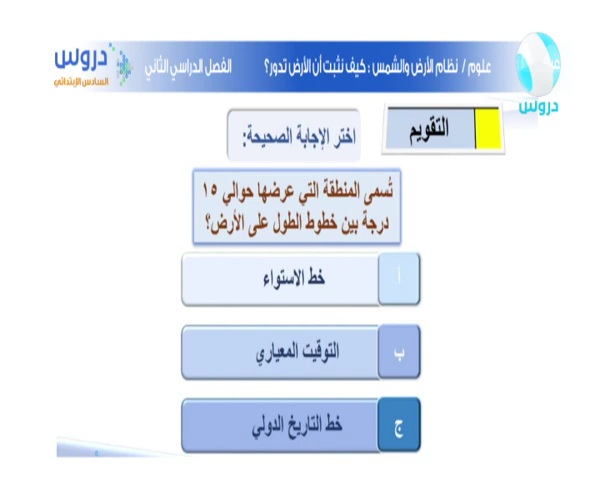 دروس
السادس الإبتدائي
علوم / نظام الأرض والشمس : كيف نثبت أن الأرض تدور؟
الفصل الدراسي الثاني
دروس
التقويم
اختر الإجابة الصحيحة:
تُسمى المنطقة التي عرضها حوالي ١٥
درجة بين خطوط الطول على الأرض؟
أ
خط الاستواء
ب
التوقيت المعياري
ج
خط التاريخ الدولي